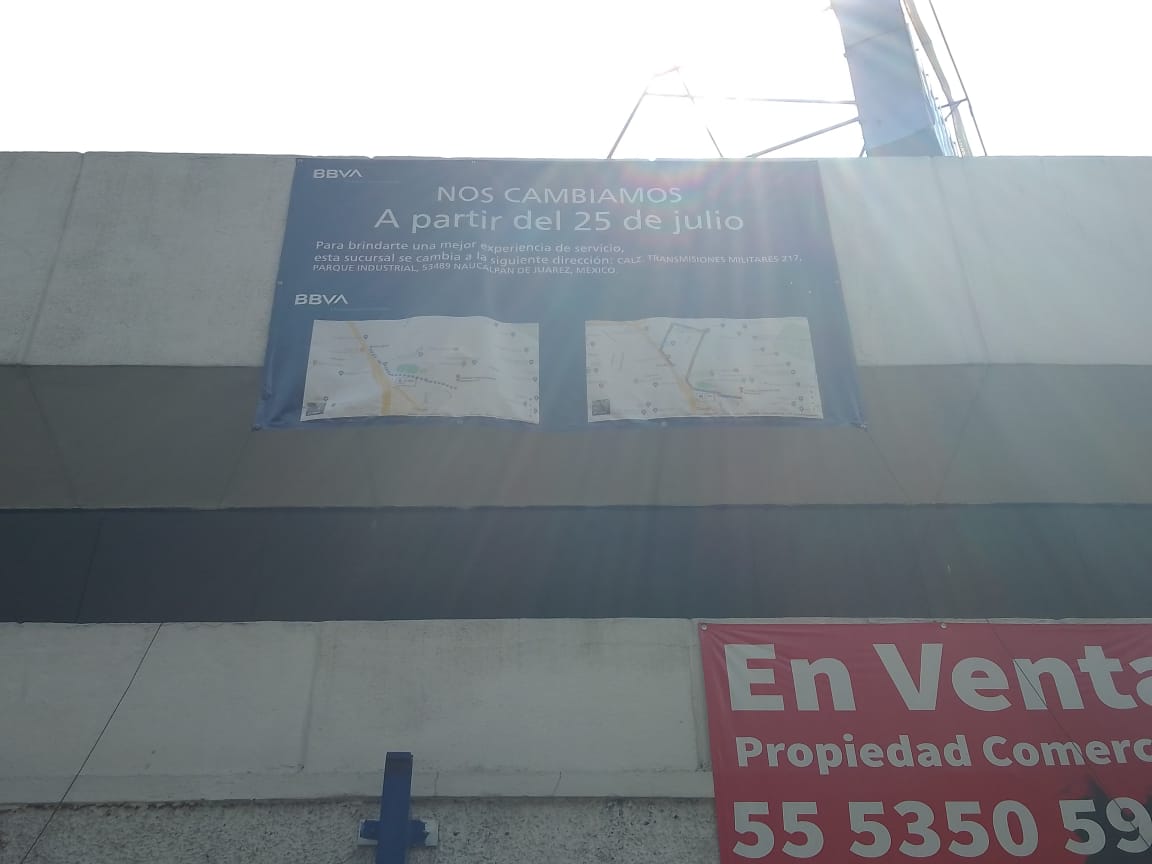 BBVA
NOS CAMBIAMOS
A partir del 25 de julio
Para brindarte una mejor experiencia de servicio,
esta sucursal se cambia a la siguiente dirección: CALZ. TRANSMISIONES MILITARES 217,
PARQUE INDUSTRIAL, 53489 NAUCALPAN DE JUAREZ, MEXICO.
BBVA
En Venta
Propiedad Comerc
55 5350 59